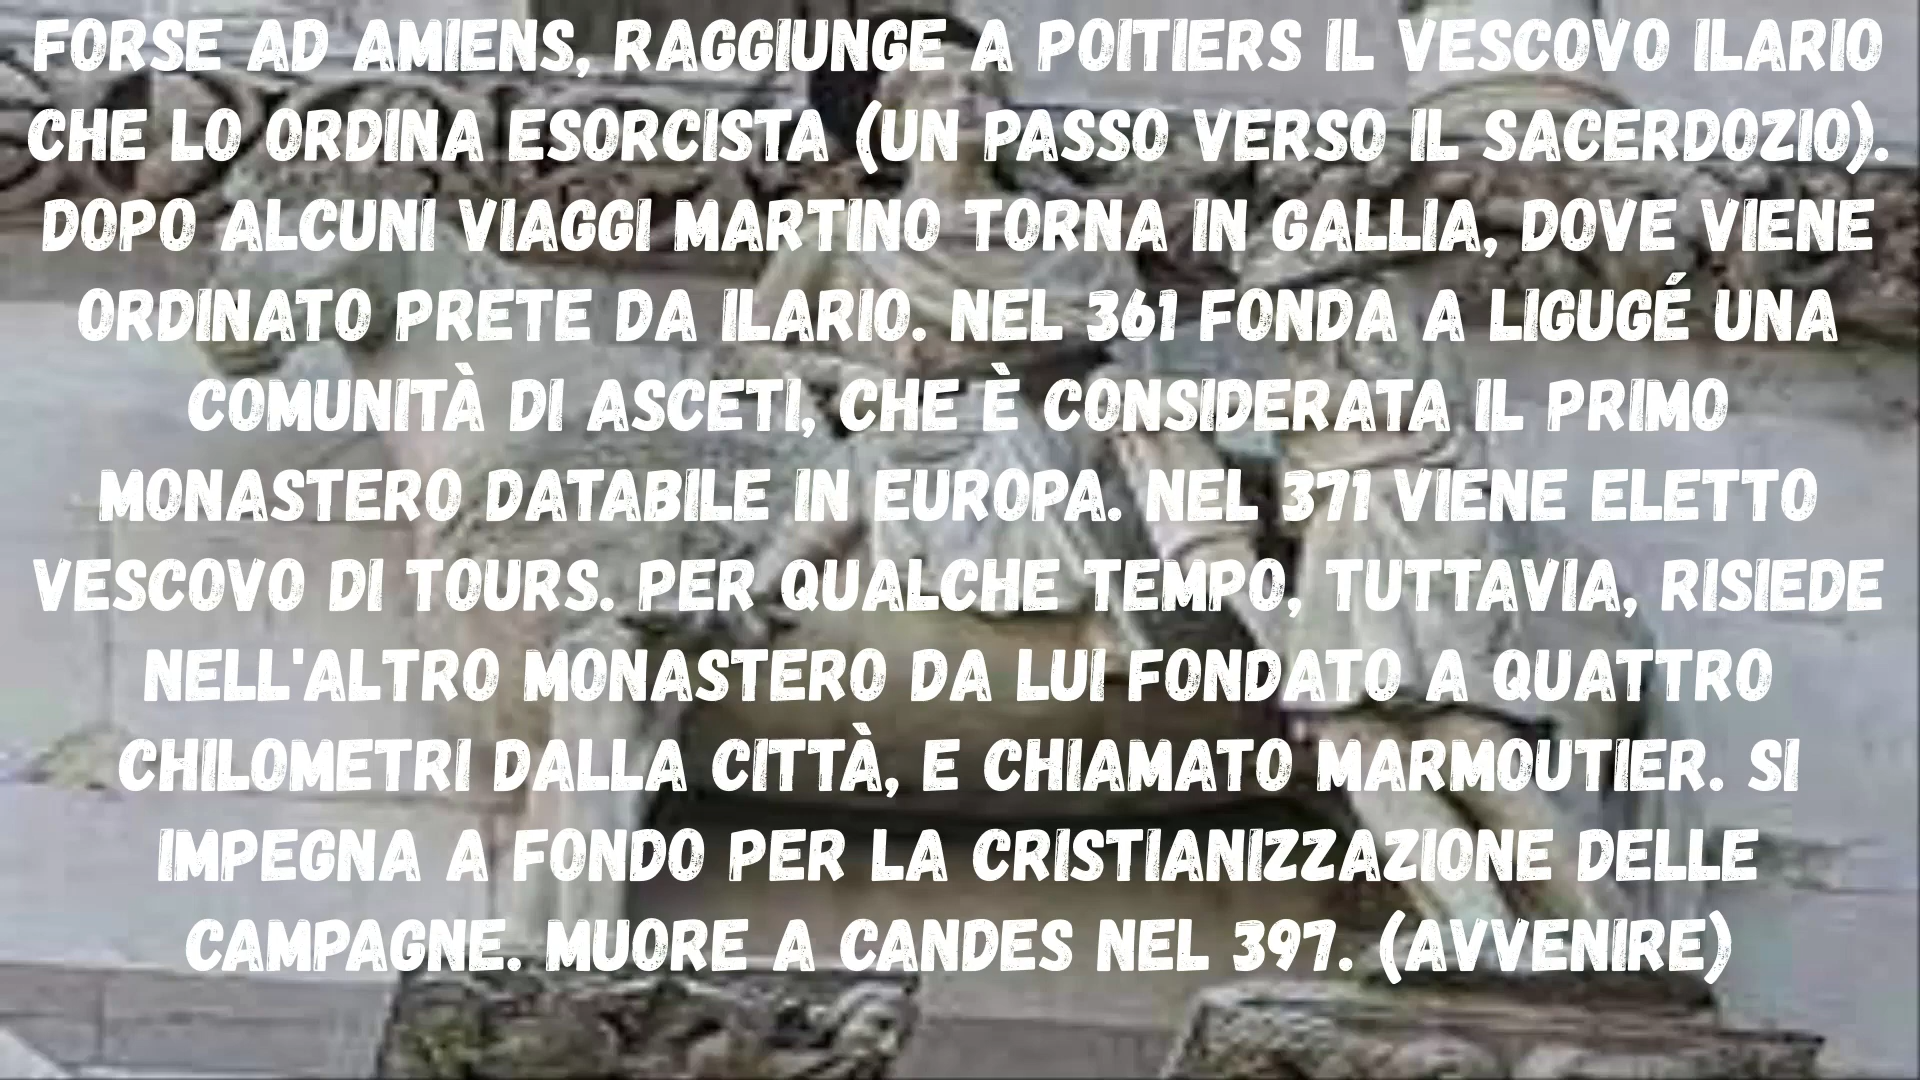 FORSE AD AMIENS, RAGGIUNGE A POITIERS IL VESCOVO ILARIO
CHE LO ORDINA ESORCISTA (UN PASSO VERSO IL SACERDOZIO).
DOPO ALCUNI VIAGGI MARTINO TORNA IN GALLIA, DOVE VIENE
ORDINATO PRETE DA ILARIO. NEL 361 FONDA A LIGUGÉ UNA
COMUNITÀ DI ASCETI, CHE È CONSIDERATA IL PRIMO
MONASTERO DATABILE IN EUROPA. NEL 371 VIENE ELETTO
VESCOVO DI TOURS. PER QUALCHE TEMPO, TUTTAVIA, RISIEDE
NELL'ALTRO MONASTERO DA LUI FONDATO A QUATTRO
CHILOMETRI DALLA CITTÀ, E CHIAMATO MARMOUTIER. SI
IMPEGNA A FONDO PER LA CRISTIANIZZAZIONE DELLE
CAMPAGNE. MUORE A CANDES NEL 397. (AVVENIRE)